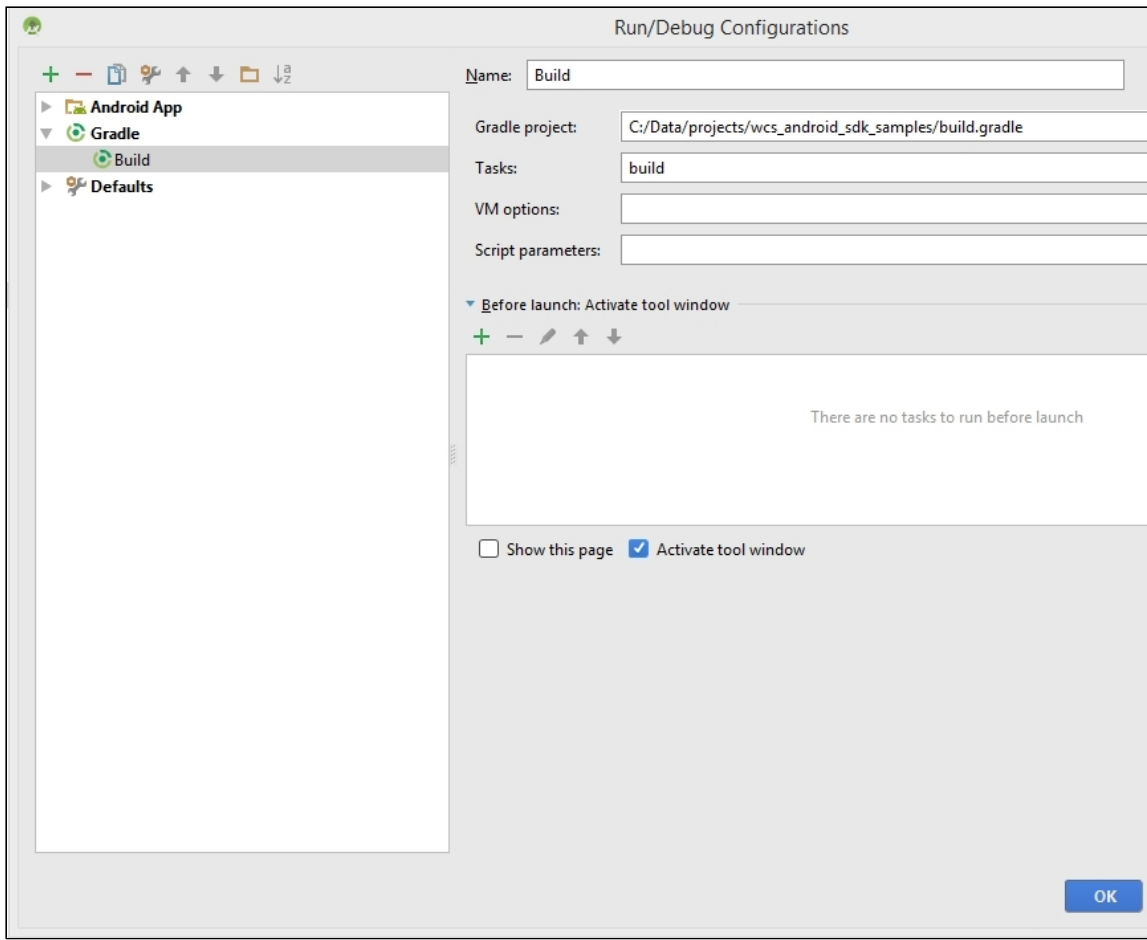 Run/Debug Configurations
Name: Build
Android App
Gradle
Build
Defaults
Gradle project: C:/Data/projects/wcs_android_sdk_samples/build.gradle
Tasks: build
VM options:
Script parameters:
Before launch: Activate tool window
There are no tasks to run before launch
Show this page Activate tool window
OK